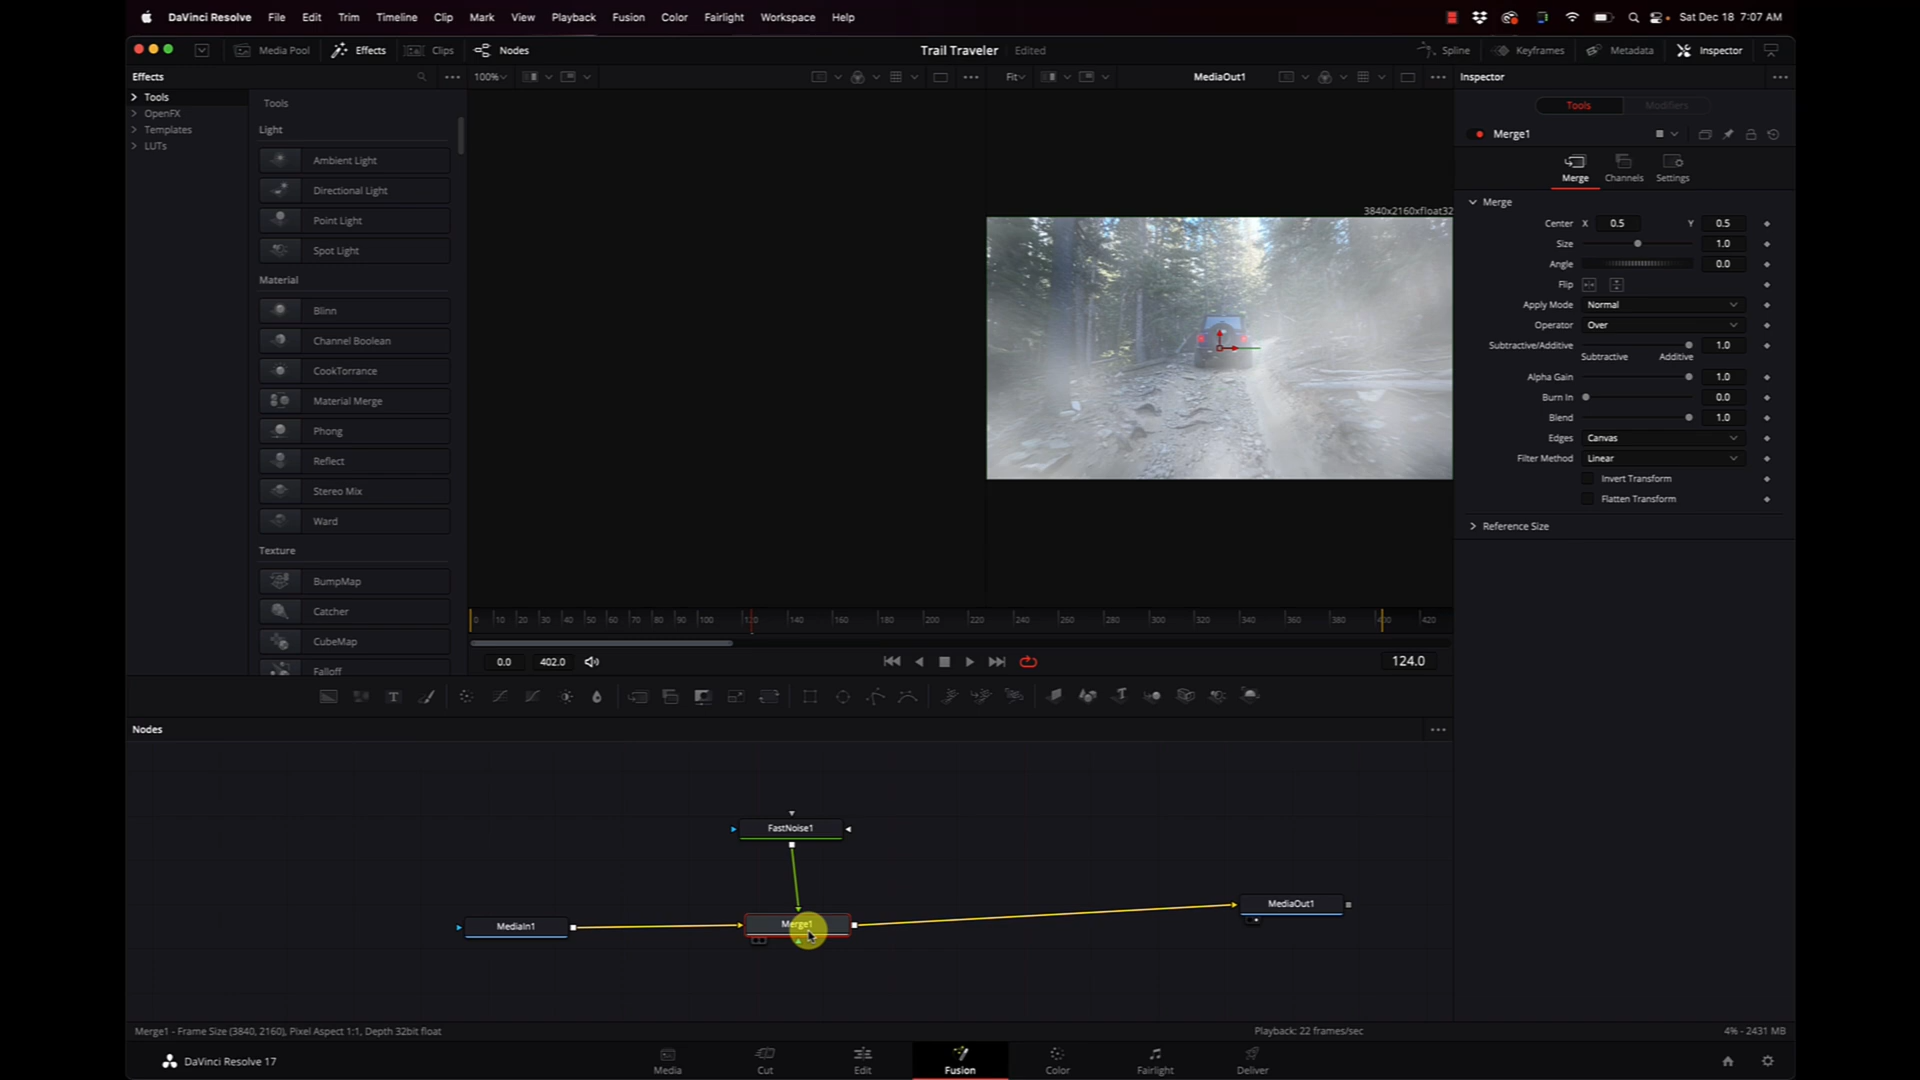 DaVinci Resolve File Edit Trim Timeline Clip Mark View Playback Fusion Color Fairlight Workspace Help Sat Dec 18 7:07 AM
Media Pool Effects Clips Nodes Trail Traveler Edited Spline Keyframes Metadata Inspector
Effects 100% Fit MediaOut1 Inspector
Tools
OpenFX
Templates
LUTs
Tools
Light
Ambient Light
Directional Light
Point Light
Spot Light
Material
Blinn
Channel Boolean
CookTorrance
Material Merge
Phong
Reflect
Stereo Mix
Ward
Texture
BumpMap
Catcher
CubeMap
Falloff
3840x2160xfloat32
Tools Modifiers
Merge1
Merge Channels Settings
Merge
Center X 0.5 Y 0.5
Size 1.0
Angle 0.0
Flip
Apply Mode Normal
Operator Over
Subtractive/Additive 1.0
Subtractive Additive
Alpha Gain 1.0
Burn In 0.0
Blend 1.0
Edges Canvas
Filter Method Linear
Invert Transform
Flatten Transform
Reference Size
0 10 20 30 40 50 60 70 80 90 100 120 140 160 180 200 220 240 260 280 300 320 340 360 380 400 420
0.0 402.0 124.0
Nodes
FastNoise1
MediaIn1 Merge1 MediaOut1
Merge1 - Frame Size (3840, 2160), Pixel Aspect 1:1, Depth 32bit float Playback: 22 frames/sec 4% - 2431 MB
DaVinci Resolve 17 Media Cut Edit Fusion Color Fairlight Deliver